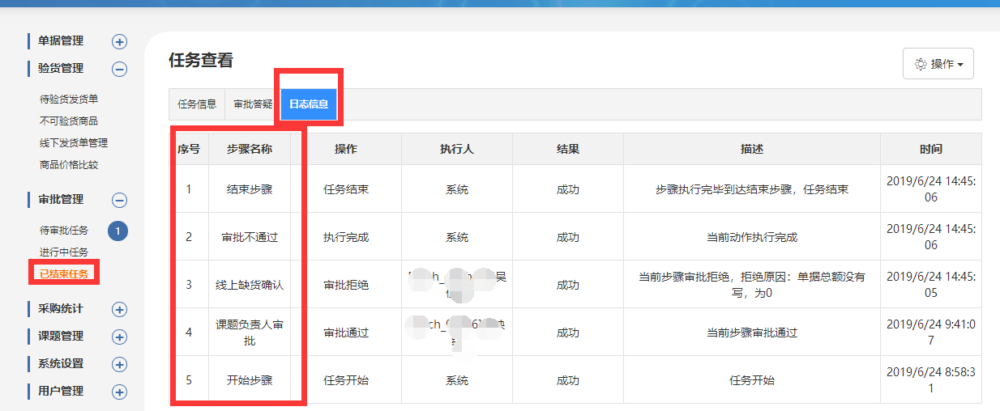 单据管理
验货管理
待验货发货单
不可验货商品
线下发货单管理
商品价格比较
审批管理
待审批任务 1
进行中任务
已结束任务
采购统计
课题管理
系统设置
用户管理
任务查看
操作
任务信息 审批答疑 日志信息
序号 步骤名称 操作 执行人 结果 描述 时间
1 结束步骤 任务结束 系统 成功 步骤执行完毕到达结束步骤，任务结束 2019/6/24 14:45:
06
2 审批不通过 执行完成 系统 成功 当前动作执行完成 2019/6/24 14:45:
06
3 线上缺货确认 审批拒绝 吴 成功 当前步骤审批拒绝，拒绝原因：单据总额没有
写，为0 2019/6/24 14:45:
05
4 课题负责人审
批 审批通过 成功 当前步骤审批通过 2019/6/24 9:41:0
7
5 开始步骤 任务开始 系统 成功 任务开始 2019/6/24 8:58:3
1